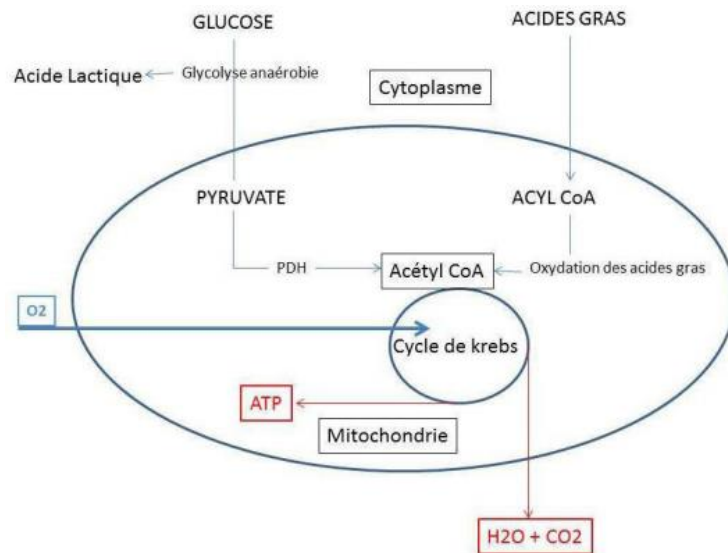 GLUCOSE
ACIDES GRAS
Acide Lactique
Glycolyse anaérobie
Cytoplasme
PYRUVATE
ACYL CoA
PDH
Acétyl CoA
Oxydation des acides gras
O2
Cycle de krebs
ATP
Mitochondrie
H2O + CO2